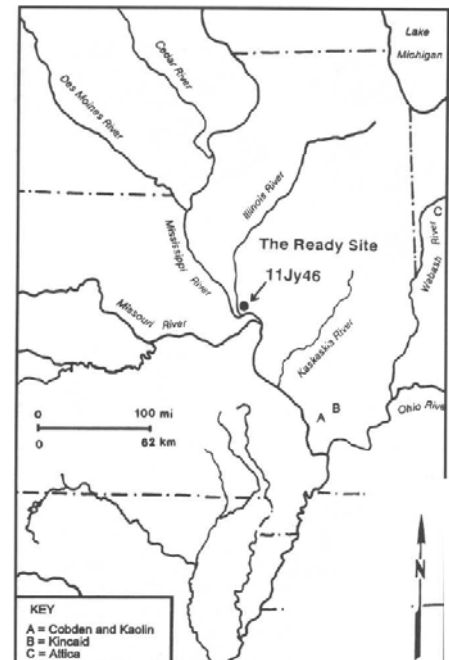 Lake
Michigan
Cedar River
Des Moines River
Illinois River
Mississippi River
The Ready Site
11Jy46
Wabash River
C
Missouri River
Kaskaskia River
0 100 mi
0 62 km
A B
Ohio River
N
KEY
A = Cobden and Kaolin
B = Kincaid
C = Attica